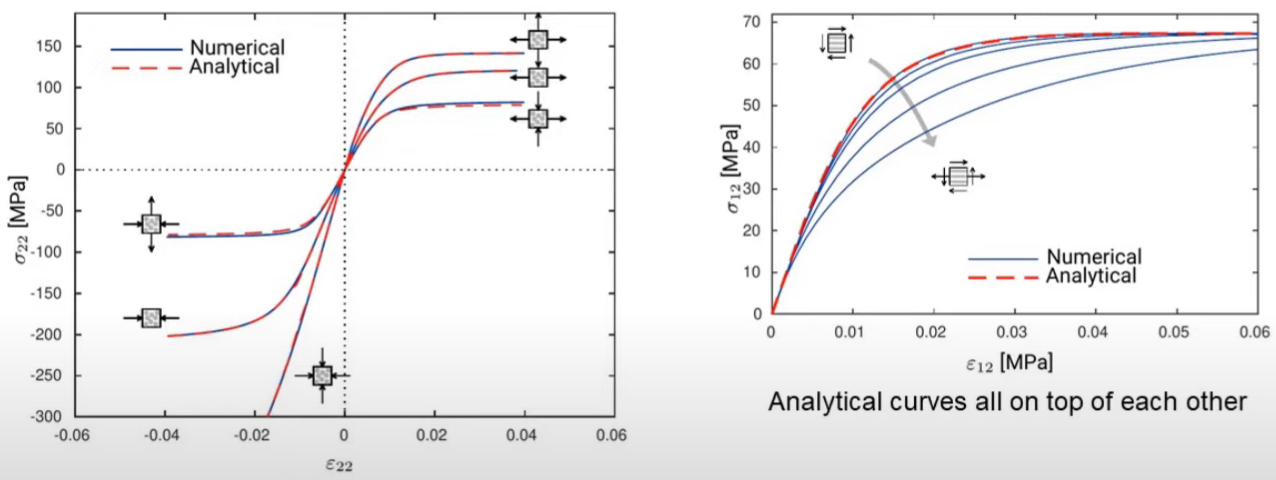 Numerical
Analytical
150
100
50
0
-50
-100
-150
-200
-250
-300
σ22 [MPa]
-0.06 -0.04 -0.02 0 0.02 0.04 0.06
ε22
70
60
50
40
30
20
10
0
σ12 [MPa]
Numerical
Analytical
0 0.01 0.02 0.03 0.04 0.05 0.06
ε12 [MPa]
Analytical curves all on top of each other